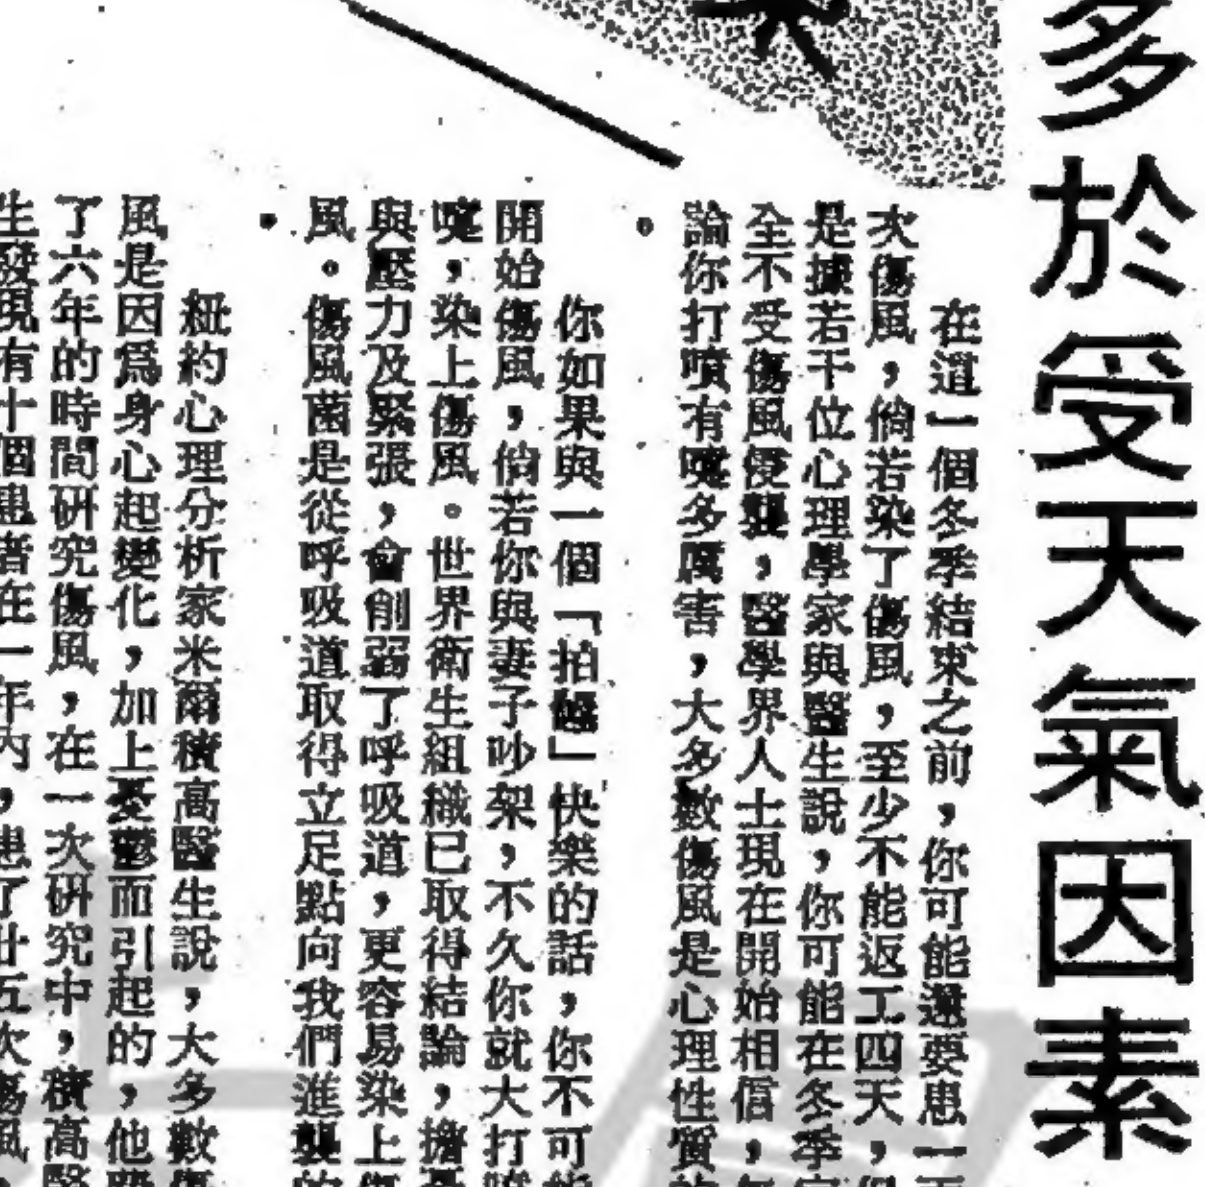 多於受天氣因素
在這一個冬季結束之前，你可能還要患一
次傷風，倘若染了傷風，至少不能返工四天，但
是據若干位心理學家與醫生說，你可能在冬季完
全不受傷風侵襲，醫學界人士現在開始相信，無
論你打噴有嚏多厲害，大多數傷風是心理性質的
。
你如果與一個「拍」快樂的話，你不可能
開始傷風，倘若你與妻子吵架，不久你就大打噴
嚏，染上傷風。世界衛生組織已取得結論，擔憂
與壓力及緊張，會削弱了呼吸道，更容易染上傷
風。傷風菌是從呼吸道取得立足點向我們進襲的
。
紐約心理分析家米爾積高醫生說，大多數傷
風是因為身心起變化，加上憂鬱而引起的，他
了六年的時間研究傷風，在一次研究中，積高醫
生發現有十個患者在一年內，患了廿五次傷風